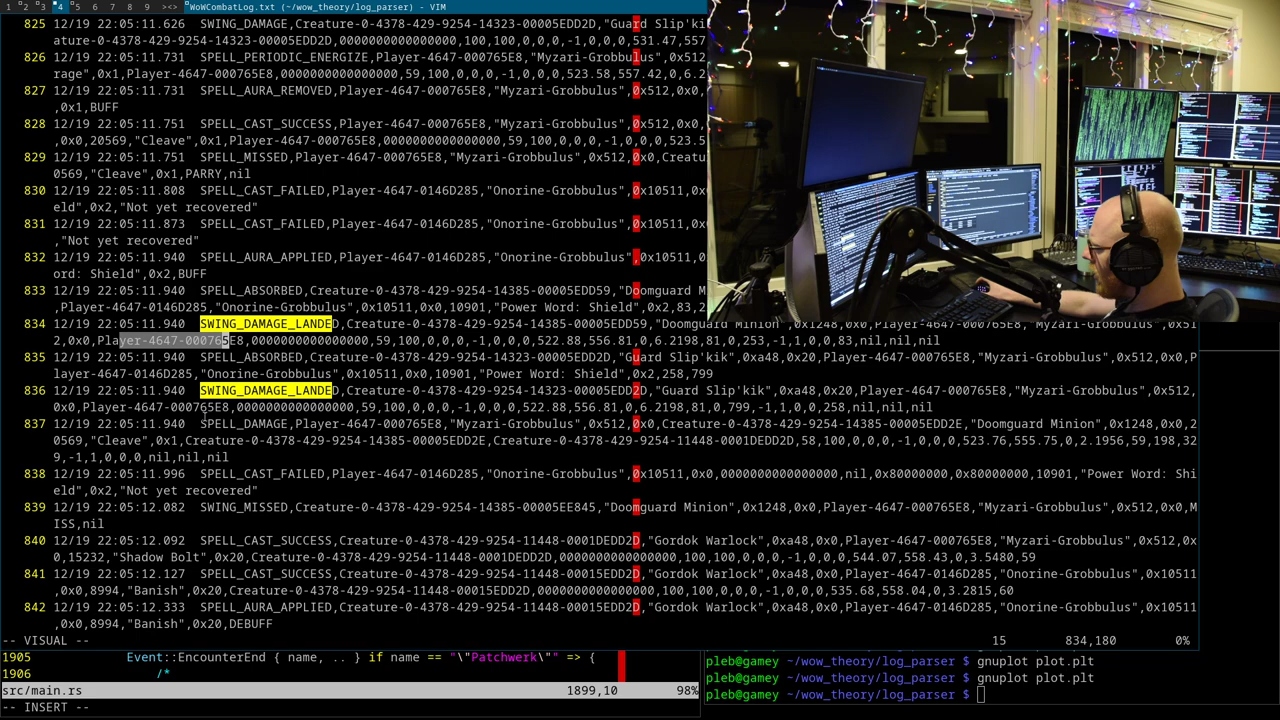 1 2 3 4 5 6 7 8 9 ><> WoWCombatLog.txt (~/wow_theory/log_parser) - VIM
825 12/19 22:05:11.626  SWING_DAMAGE,Creature-0-4378-429-9254-14323-00005EDD2D,"Guard Slip'ki
ature-0-4378-429-9254-14323-00005EDD2D,0000000000000000,100,100,0,0,0,-1,0,0,0,531.47,557
826 12/19 22:05:11.731  SPELL_PERIODIC_ENERGIZE,Player-4647-000765E8,"Myzari-Grobbulus",0x512
rage",0x1,Player-4647-000765E8,0000000000000000,59,100,0,0,0,-1,0,0,0,523.58,557.42,0,6.2
827 12/19 22:05:11.731  SPELL_AURA_REMOVED,Player-4647-000765E8,"Myzari-Grobbulus",0x512,0x0,
,0x1,BUFF
828 12/19 22:05:11.751  SPELL_CAST_SUCCESS,Player-4647-000765E8,"Myzari-Grobbulus",0x512,0x0,
,0x0,20569,"Cleave",0x1,Player-4647-000765E8,0000000000000000,59,100,0,0,0,-1,0,0,0,523.5
829 12/19 22:05:11.751  SPELL_MISSED,Player-4647-000765E8,"Myzari-Grobbulus",0x512,0x0,Creatu
0569,"Cleave",0x1,PARRY,nil
830 12/19 22:05:11.808  SPELL_CAST_FAILED,Player-4647-0146D285,"Onorine-Grobbulus",0x10511,0x
eld",0x2,"Not yet recovered"
831 12/19 22:05:11.873  SPELL_CAST_FAILED,Player-4647-0146D285,"Onorine-Grobbulus",0x10511,0x
,"Not yet recovered"
832 12/19 22:05:11.940  SPELL_AURA_APPLIED,Player-4647-0146D285,"Onorine-Grobbulus",0x10511,0
ord: Shield",0x2,BUFF
833 12/19 22:05:11.940  SPELL_ABSORBED,Creature-0-4378-429-9254-14385-00005EDD59,"Doomguard M
,Player-4647-0146D285,"Onorine-Grobbulus",0x10511,0x0,10901,"Power Word: Shield",0x2,83,2
834 12/19 22:05:11.940  SWING_DAMAGE_LANDED,Creature-0-4378-429-9254-14385-00005EDD59,"Doomguard Minion",0x1248,0x0,Player-4647-000765E8,"Myzari-Grobbulus",0x51
2,0x0,Player-4647-000765E8,0000000000000000,59,100,0,0,0,-1,0,0,0,522.88,556.81,0,6.2198,81,0,253,-1,1,0,0,83,nil,nil,nil
835 12/19 22:05:11.940  SPELL_ABSORBED,Creature-0-4378-429-9254-14323-00005EDD2D,"Guard Slip'kik",0xa48,0x20,Player-4647-000765E8,"Myzari-Grobbulus",0x512,0x0,P
layer-4647-0146D285,"Onorine-Grobbulus",0x10511,0x0,10901,"Power Word: Shield",0x2,258,799
836 12/19 22:05:11.940  SWING_DAMAGE_LANDED,Creature-0-4378-429-9254-14323-00005EDD2D,"Guard Slip'kik",0xa48,0x20,Player-4647-000765E8,"Myzari-Grobbulus",0x512,
0x0,Player-4647-000765E8,0000000000000000,59,100,0,0,0,-1,0,0,0,522.88,556.81,0,6.2198,81,0,799,-1,1,0,0,258,nil,nil,nil
837 12/19 22:05:11.940  SPELL_DAMAGE,Player-4647-000765E8,"Myzari-Grobbulus",0x512,0x0,Creature-0-4378-429-9254-14385-00005EDD2E,"Doomguard Minion",0x1248,0x0,2
0569,"Cleave",0x1,Creature-0-4378-429-9254-14385-00005EDD2E,Creature-0-4378-429-9254-11448-0001DEDD2D,58,100,0,0,0,-1,0,0,0,523.76,555.75,0,2.1956,59,198,32
9,-1,1,0,0,0,nil,nil,nil
838 12/19 22:05:11.996  SPELL_CAST_FAILED,Player-4647-0146D285,"Onorine-Grobbulus",0x10511,0x0,0000000000000000,nil,0x80000000,0x80000000,10901,"Power Word: Shi
eld",0x2,"Not yet recovered"
839 12/19 22:05:12.082  SWING_MISSED,Creature-0-4378-429-9254-14385-00005EE845,"Doomguard Minion",0x1248,0x0,Player-4647-000765E8,"Myzari-Grobbulus",0x512,0x0,M
ISS,nil
840 12/19 22:05:12.092  SPELL_CAST_SUCCESS,Creature-0-4378-429-9254-11448-0001DEDD2D,"Gordok Warlock",0xa48,0x0,Player-4647-000765E8,"Myzari-Grobbulus",0x512,0x
0,15232,"Shadow Bolt",0x20,Creature-0-4378-429-9254-11448-0001DEDD2D,0000000000000000,100,100,0,0,0,-1,0,0,0,544.07,558.43,0,3.5480,59
841 12/19 22:05:12.127  SPELL_CAST_SUCCESS,Creature-0-4378-429-9254-11448-00015EDD2D,"Gordok Warlock",0xa48,0x0,Player-4647-0146D285,"Onorine-Grobbulus",0x10511
,0x0,8994,"Banish",0x20,Creature-0-4378-429-9254-11448-00015EDD2D,0000000000000000,100,100,0,0,0,-1,0,0,0,535.68,558.04,0,3.2815,60
842 12/19 22:05:12.333  SPELL_AURA_APPLIED,Creature-0-4378-429-9254-11448-00015EDD2D,"Gordok Warlock",0xa48,0x0,Player-4647-0146D285,"Onorine-Grobbulus",0x10511
,0x0,8994,"Banish",0x20,DEBUFF
-- VISUAL -- 15 834,180 0%
1905 Event::EncounterEnd { name, .. } if name == "\"Patchwerk\"" => {
1906 /*
src/main.rs 1899,10 98%
-- INSERT --
pleb@gamey ~/wow_theory/log_parser $ gnuplot plot.plt
pleb@gamey ~/wow_theory/log_parser $ gnuplot plot.plt
pleb@gamey ~/wow_theory/log_parser $